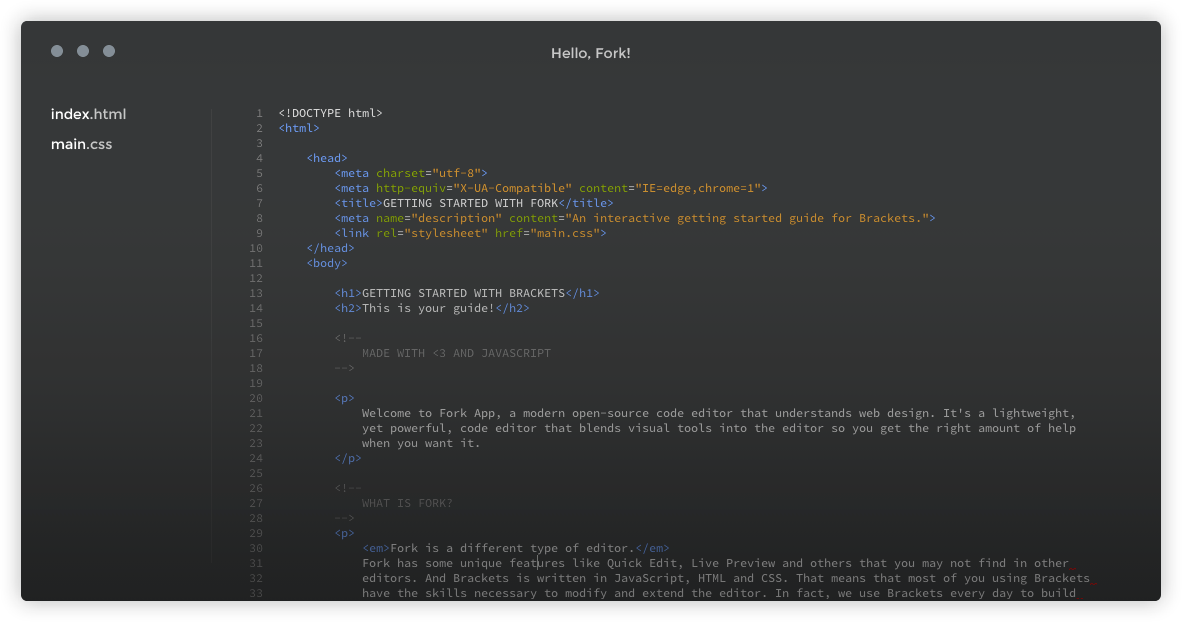 Hello, Fork!
index.html
main.css
1 <!DOCTYPE html>
2 <html>
3
4 <head>
5 <meta charset="utf-8">
6 <meta http-equiv="X-UA-Compatible" content="IE=edge,chrome=1">
7 <title>GETTING STARTED WITH FORK</title>
8 <meta name="description" content="An interactive getting started guide for Brackets.">
9 <link rel="stylesheet" href="main.css">
10 </head>
11 <body>
12
13 <h1>GETTING STARTED WITH BRACKETS</h1>
14 <h2>This is your guide!</h2>
15
16 <!--
17 MADE WITH <3 AND JAVASCRIPT
18 -->
19
20 <p>
21 Welcome to Fork App, a modern open-source code editor that understands web design. It's a lightweight,
22 yet powerful, code editor that blends visual tools into the editor so you get the right amount of help
23 when you want it.
24 </p>
25
26 <!--
27 WHAT IS FORK?
28 -->
29 <p>
30 <em>Fork is a different type of editor.</em>
31 Fork has some unique features like Quick Edit, Live Preview and others that you may not find in other
32 editors. And Brackets is written in JavaScript, HTML and CSS. That means that most of you using Brackets
33 have the skills necessary to modify and extend the editor. In fact, we use Brackets every day to build